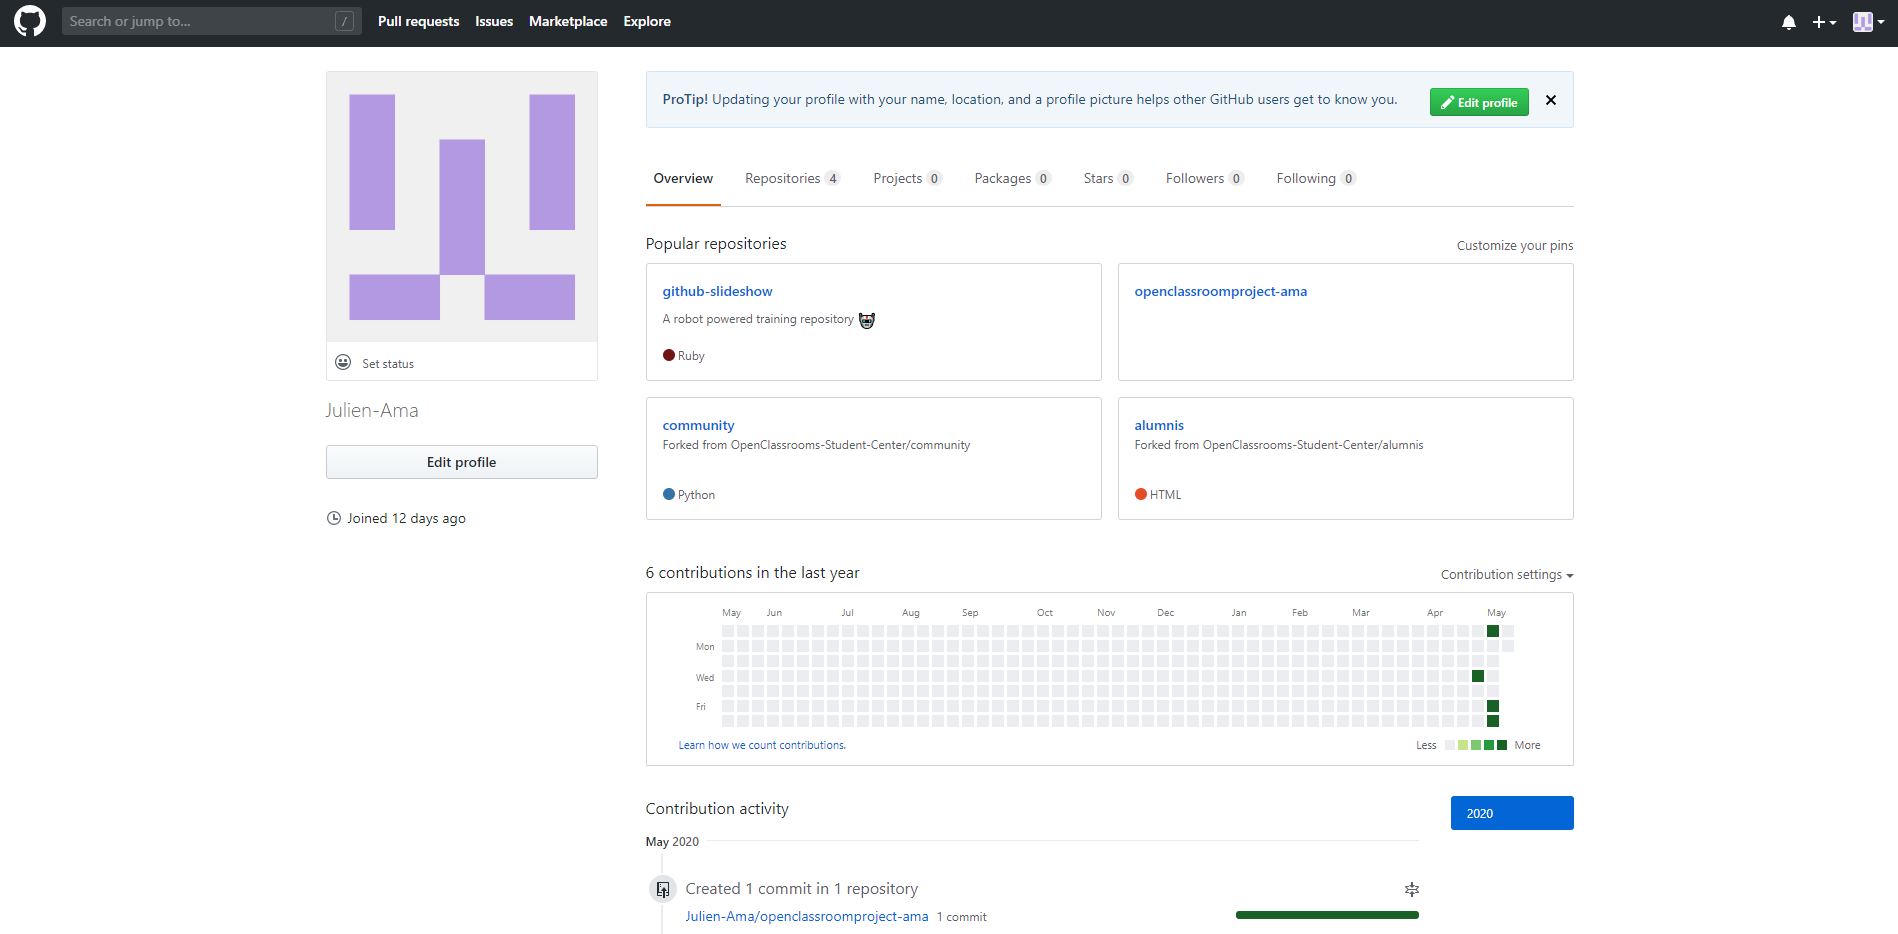 Search or jump to... / Pull requests Issues Marketplace Explore
ProTip! Updating your profile with your name, location, and a profile picture helps other GitHub users get to know you. Edit profile
Overview Repositories 4 Projects 0 Packages 0 Stars 0 Followers 0 Following 0
Set status
Julien-Ama
Edit profile
Joined 12 days ago
Popular repositories Customize your pins
github-slideshow
A robot powered training repository
Ruby
openclassroomproject-ama
community
Forked from OpenClassrooms-Student-Center/community
Python
alumnis
Forked from OpenClassrooms-Student-Center/alumnis
HTML
6 contributions in the last year Contribution settings
May Jun Jul Aug Sep Oct Nov Dec Jan Feb Mar Apr May
Mon
Wed
Fri
Learn how we count contributions. Less More
Contribution activity 2020
May 2020
Created 1 commit in 1 repository
Julien-Ama/openclassroomproject-ama 1 commit